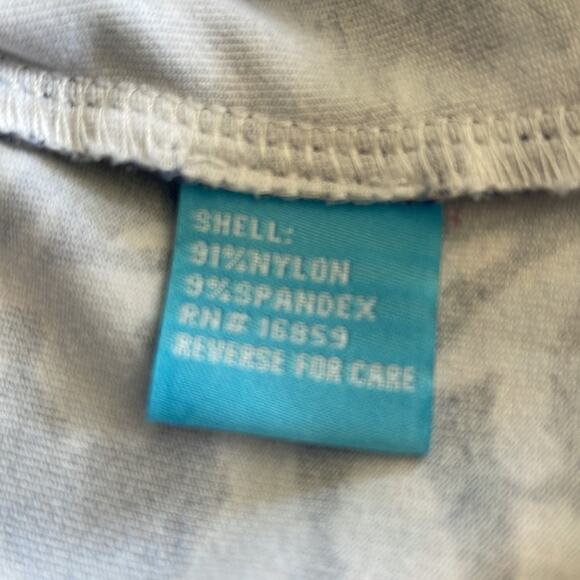 SHELL:
91%NYLON
9%SPANDEX
RN# 16859
REVERSE FOR CARE